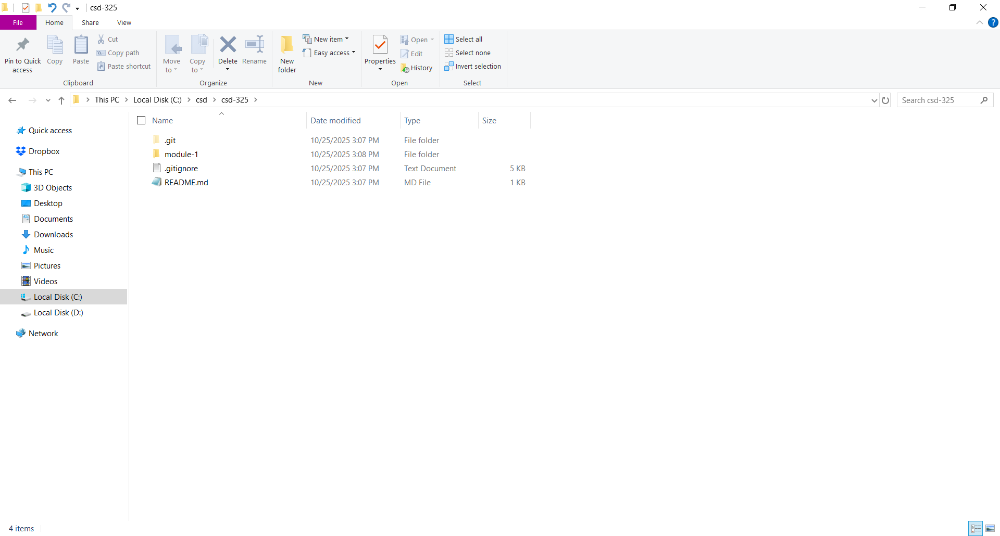 csd-325
File
Home
Share
View
Pin to Quick access
Copy
Paste
Cut
Copy path
Paste shortcut
Clipboard
Move to
Copy to
Delete
Rename
Organize
New folder
New item
Easy access
New
Properties
Open
Edit
History
Open
Select all
Select none
Invert selection
Select
This PC
Local Disk (C:)
csd
csd-325
Search csd-325
Quick access
Dropbox
This PC
3D Objects
Desktop
Documents
Downloads
Music
Pictures
Videos
Local Disk (C:)
Local Disk (D:)
Network
Name Date modified Type Size
.git 10/25/2025 3:07 PM File folder
module-1 10/25/2025 3:08 PM File folder
.gitignore 10/25/2025 3:07 PM Text Document 5 KB
README.md 10/25/2025 3:07 PM MD File 1 KB
4 items